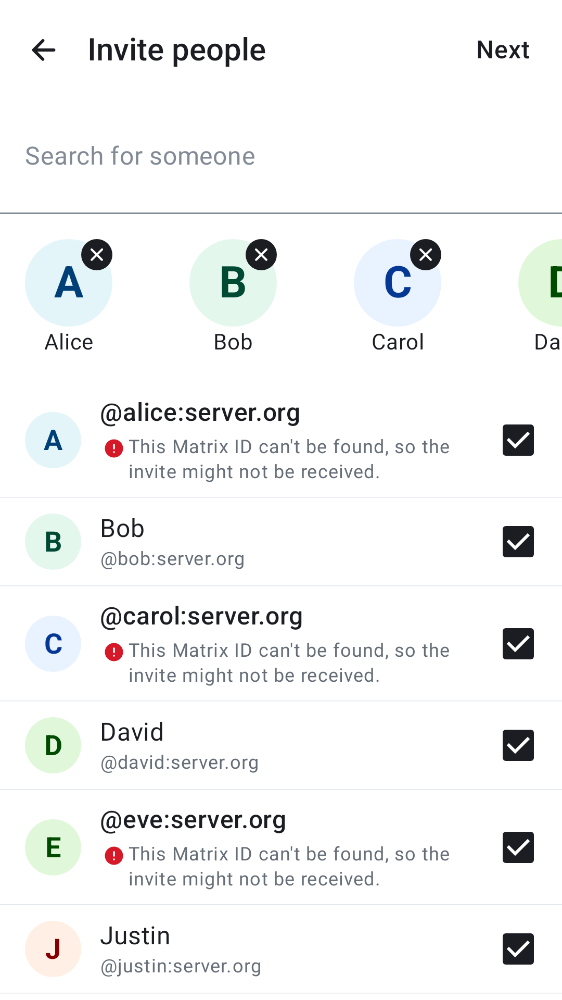 Invite people
Next
Search for someone
A
B
C
D
Alice
Bob
Carol
Da
A
@alice:server.org
This Matrix ID can't be found, so the
invite might not be received.
B
Bob
@bob:server.org
C
@carol:server.org
This Matrix ID can't be found, so the
invite might not be received.
D
David
@david:server.org
E
@eve:server.org
This Matrix ID can't be found, so the
invite might not be received.
J
Justin
@justin:server.org